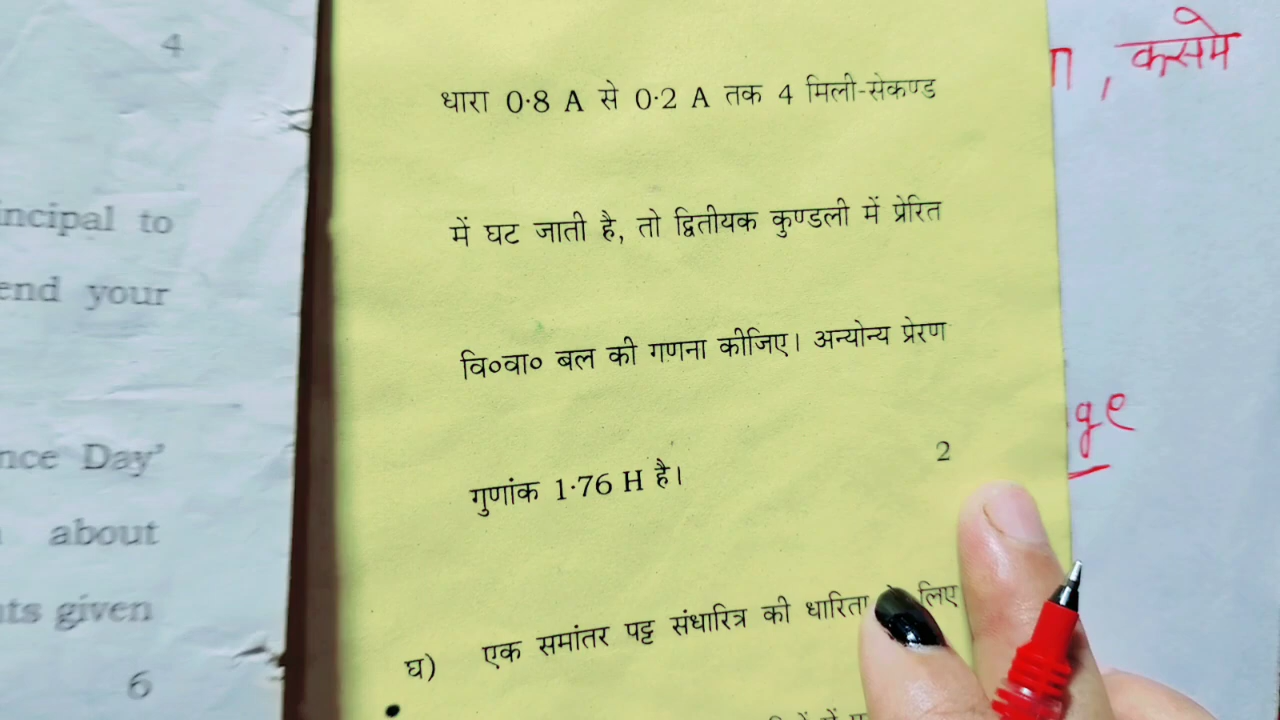 4
incipal to
end your
nce Day'
about
ts given
6
धारा 0·8 A से 0·2 A तक 4 मिली-सेकण्ड
में घट जाती है, तो द्वितीयक कुण्डली में प्रेरित
वि०वा० बल की गणना कीजिए। अन्योन्य प्रेरण
गुणांक 1·76 H है।
2
घ) एक समांतर पट्ट संधारित्र की धारिता लिए
, कसमे
ge